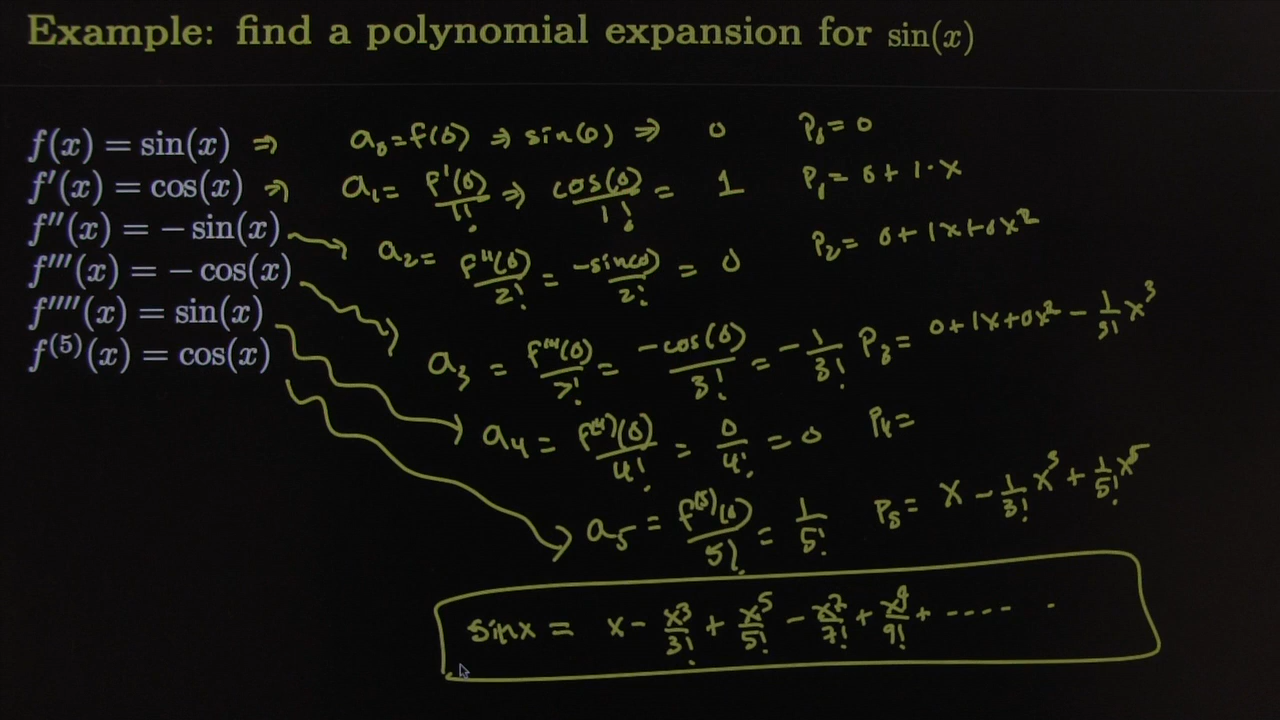 Example: find a polynomial expansion for sin(x)
f(x) = sin(x) ⇒ a₀ = f(0) ⇒ sin(0) ⇒ 0 P₀ = 0
f′(x) = cos(x) ⇒ a₁ = f'(0)/1! ⇒ cos(0)/1! = 1 P₁ = 0 + 1·x
f″(x) = − sin(x) → a₂ = f''(0)/2! = -sin(0)/2! = 0 P₂ = 0 + 1x + 0x²
f‴(x) = − cos(x) → a₃ = f'''(0)/3! = -cos(0)/3! = -1/3! P₃ = 0 + 1x + 0x² - 1/3! x³
f⁗(x) = sin(x) → a₄ = f⁽⁴⁾(0)/4! = 0/4! = 0 P₄ =
f⁽⁵⁾(x) = cos(x) → a₅ = f⁽⁵⁾(0)/5! = 1/5! P₅ = x - 1/3! x³ + 1/5! x⁵
sinx = x - x³/3! + x⁵/5! - x⁷/7! + x⁹/9! + ..... .